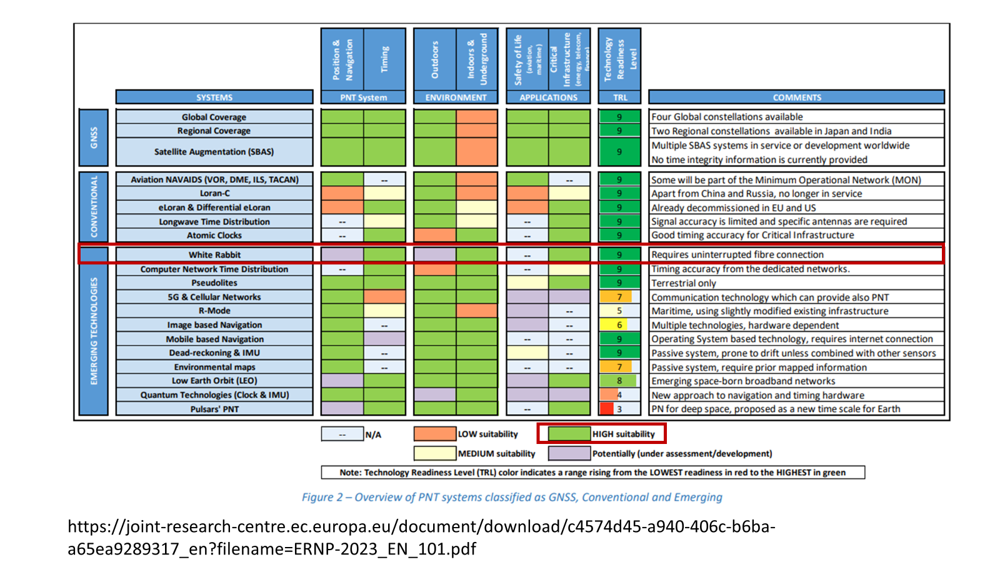 Position & Navigation
Timing
Outdoors
Indoors & Underground
Safety of Life (aviation, maritime)
Critical Infrastructure (energy, telecom, finance)
Technology Readiness Level
SYSTEMS PNT System ENVIRONMENT APPLICATIONS TRL COMMENTS
GNSS
Global Coverage 9 Four Global constellations available
Regional Coverage 9 Two Regional constellations available in Japan and India
Satellite Augmentation (SBAS) 9 Multiple SBAS systems in service or development worldwide
No time integrity information is currently provided
CONVENTIONAL
Aviation NAVAIDS (VOR, DME, ILS, TACAN) -- -- 9 Some will be part of the Minimum Operational Network (MON)
Loran-C 9 Apart from China and Russia, no longer in service
eLoran & Differential eLoran 9 Already decommissioned in EU and US
Longwave Time Distribution -- -- 9 Signal accuracy is limited and specific antennas are required
Atomic Clocks -- -- 9 Good timing accuracy for Critical Infrastructure
EMERGING TECHNOLOGIES
White Rabbit -- 9 Requires uninterrupted fibre connection
Computer Network Time Distribution -- -- 9 Timing accuracy from the dedicated networks.
Pseudolites 9 Terrestrial only
5G & Cellular Networks 7 Communication technology which can provide also PNT
R-Mode -- 5 Maritime, using slightly modified existing infrastructure
Image based Navigation -- -- 6 Multiple technologies, hardware dependent
Mobile based Navigation -- -- 9 Operating System based technology, requires internet connection
Dead-reckoning & IMU -- -- 9 Passive system, prone to drift unless combined with other sensors
Environmental maps -- -- -- 7 Passive system, require prior mapped information
Low Earth Orbit (LEO) 8 Emerging space-born broadband networks
Quantum Technologies (Clock & IMU) 4 New approach to navigation and timing hardware
Pulsars' PNT -- 3 PN for deep space, proposed as a new time scale for Earth
-- N/A LOW suitability HIGH suitability
MEDIUM suitability Potentially (under assessment/development)
Note: Technology Readiness Level (TRL) color indicates a range rising from the LOWEST readiness in red to the HIGHEST in green
Figure 2 – Overview of PNT systems classified as GNSS, Conventional and Emerging
https://joint-research-centre.ec.europa.eu/document/download/c4574d45-a940-406c-b6ba-
a65ea9289317_en?filename=ERNP-2023_EN_101.pdf